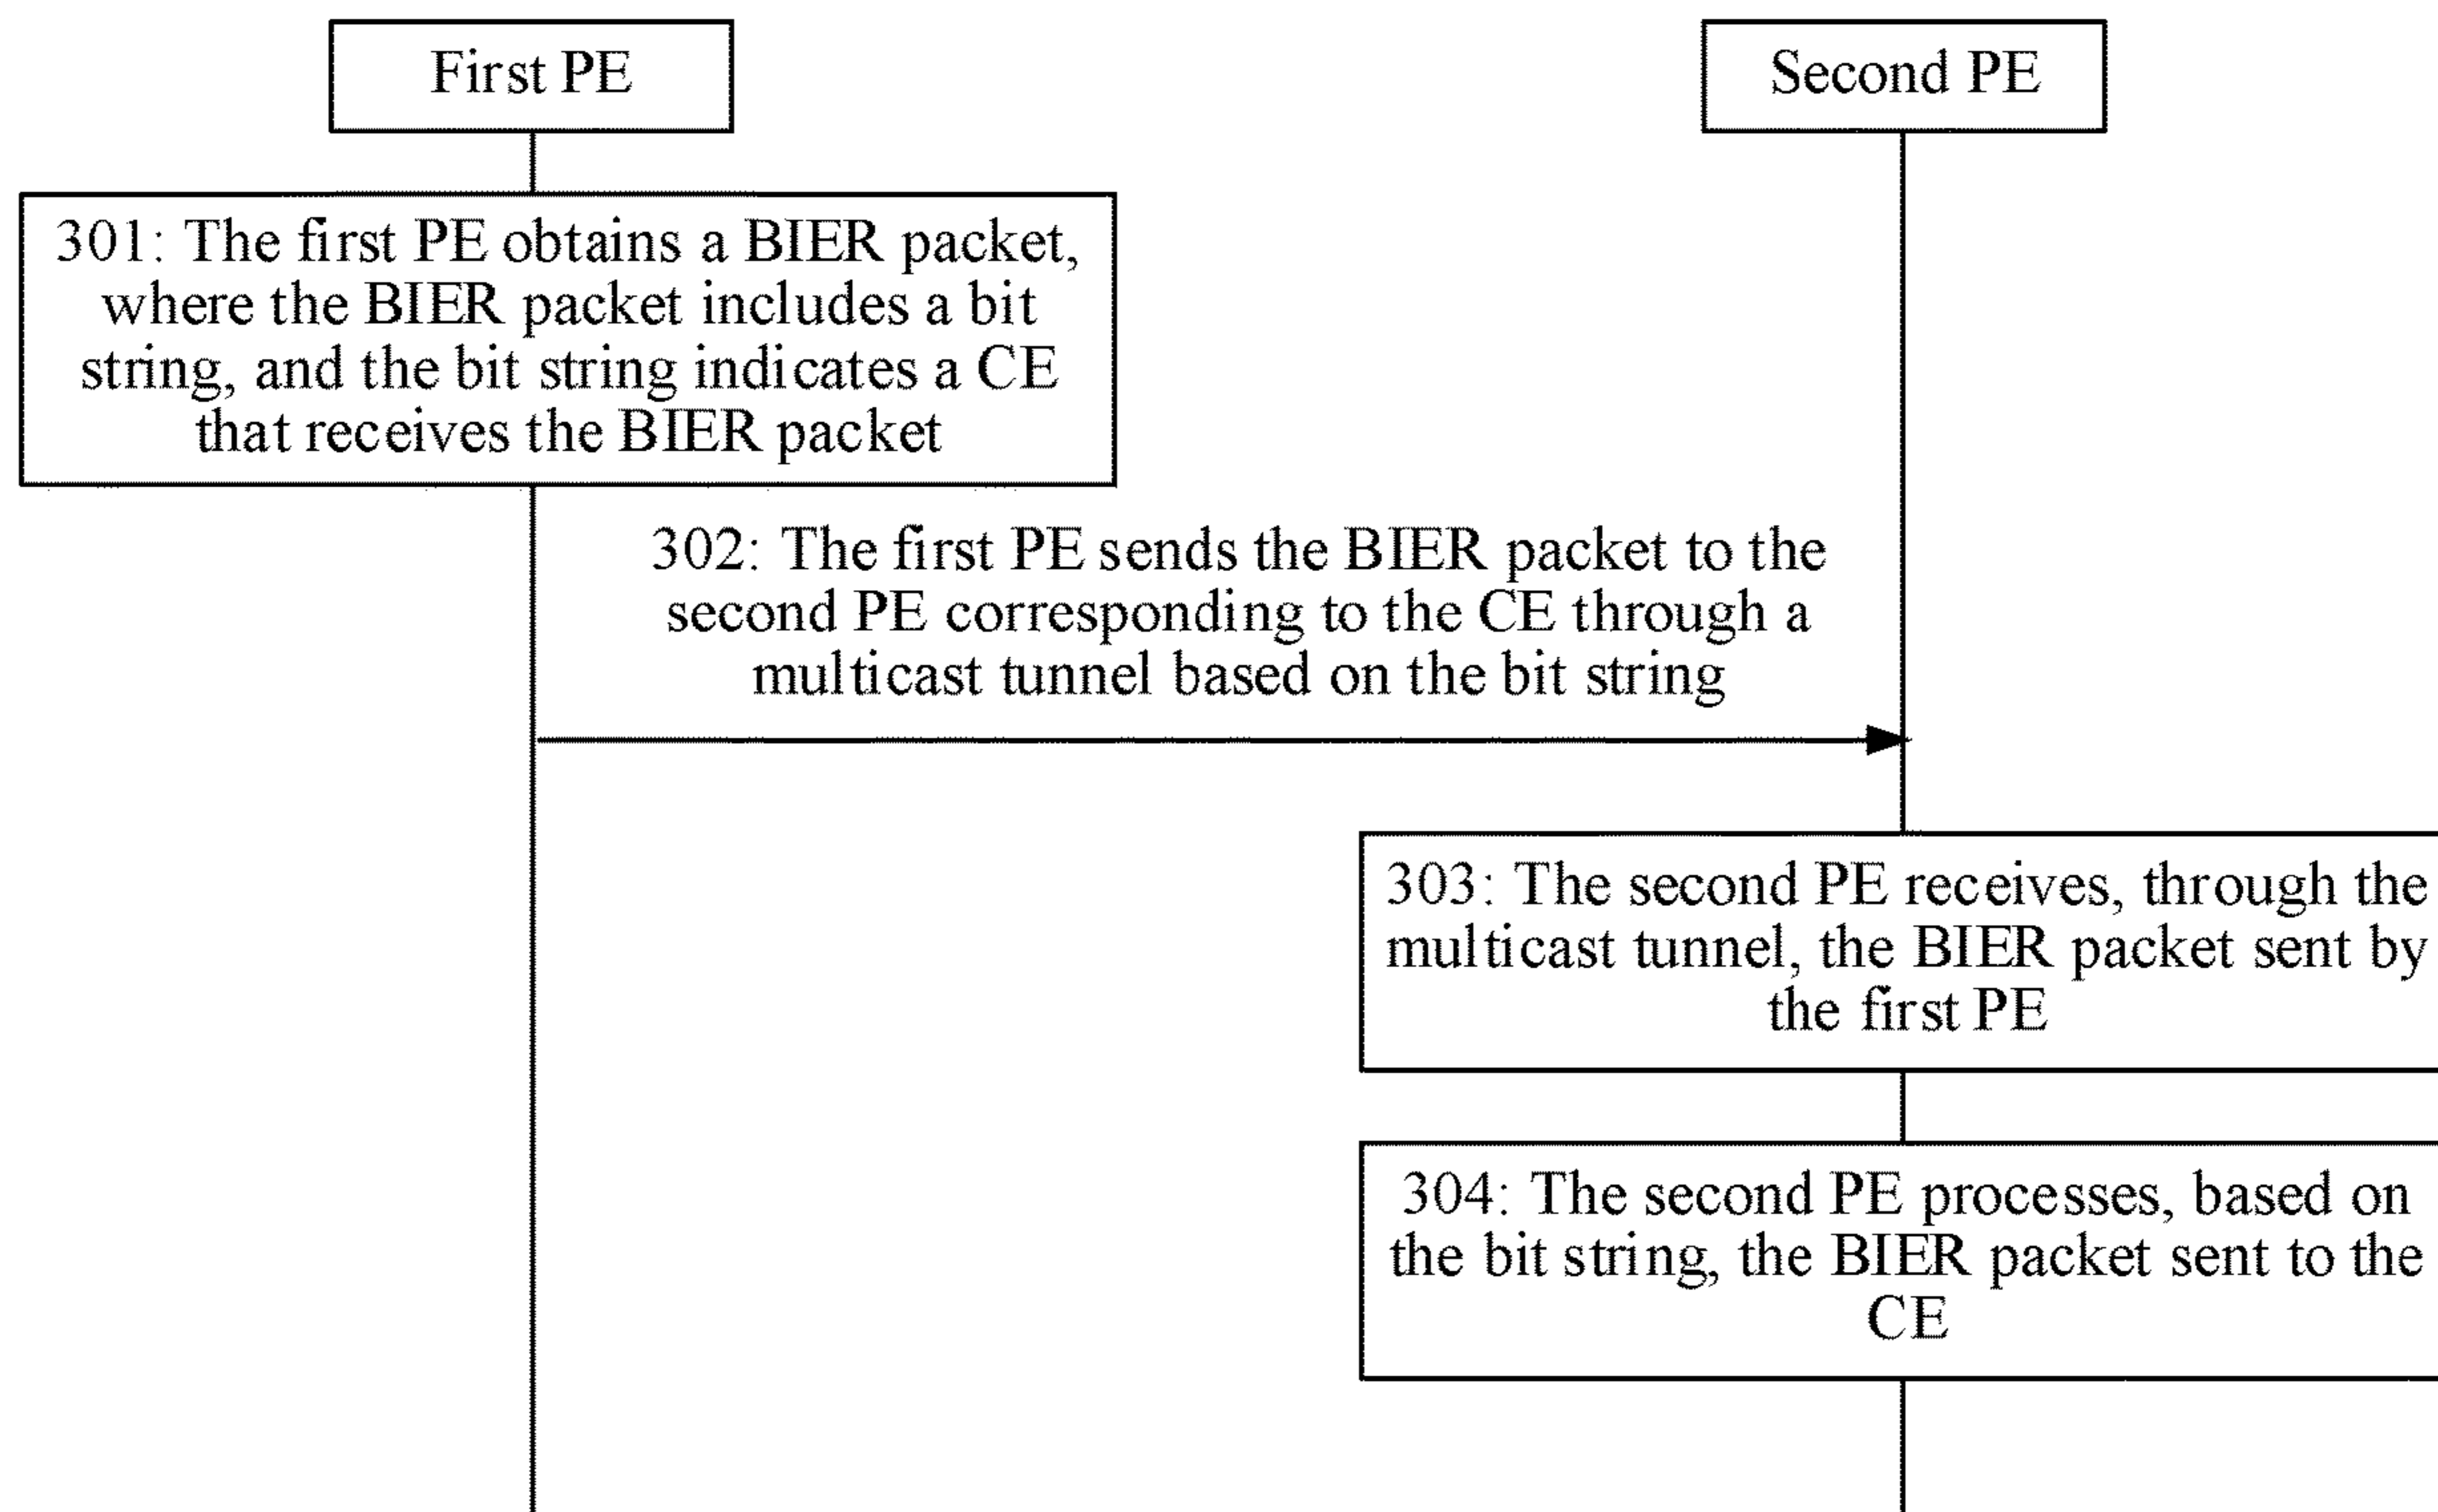 First PE
Second PE
301: The first PE obtains a BIER packet,
where the BIER packet includes a bit
string, and the bit string indicates a CE
that receives the BIER packet
302: The first PE sends the BIER packet to the
second PE corresponding to the CE through a
multicast tunnel based on the bit string
303: The second PE receives, through the
multicast tunnel, the BIER packet sent by
the first PE
304: The second PE processes, based on
the bit string, the BIER packet sent to the
CE